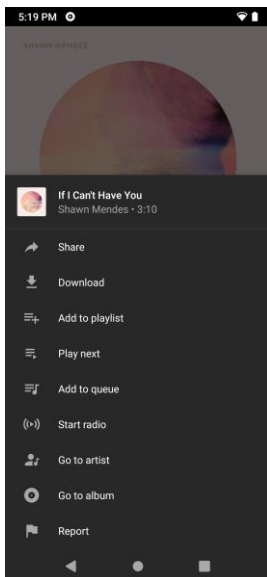 5:19 PM
SHAWN MENDES
If I Can't Have You
Shawn Mendes • 3:10
Share
Download
Add to playlist
Play next
Add to queue
Start radio
Go to artist
Go to album
Report